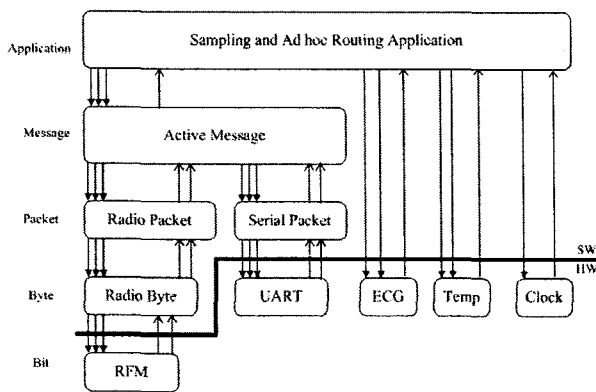 Application
Sampling and Ad hoc Routing Application
Message
Active Message
Packet
Radio Packet
Serial Packet
SW
HW
Byte
Radio Byte
UART
ECG
Temp
Clock
Bit
RFM